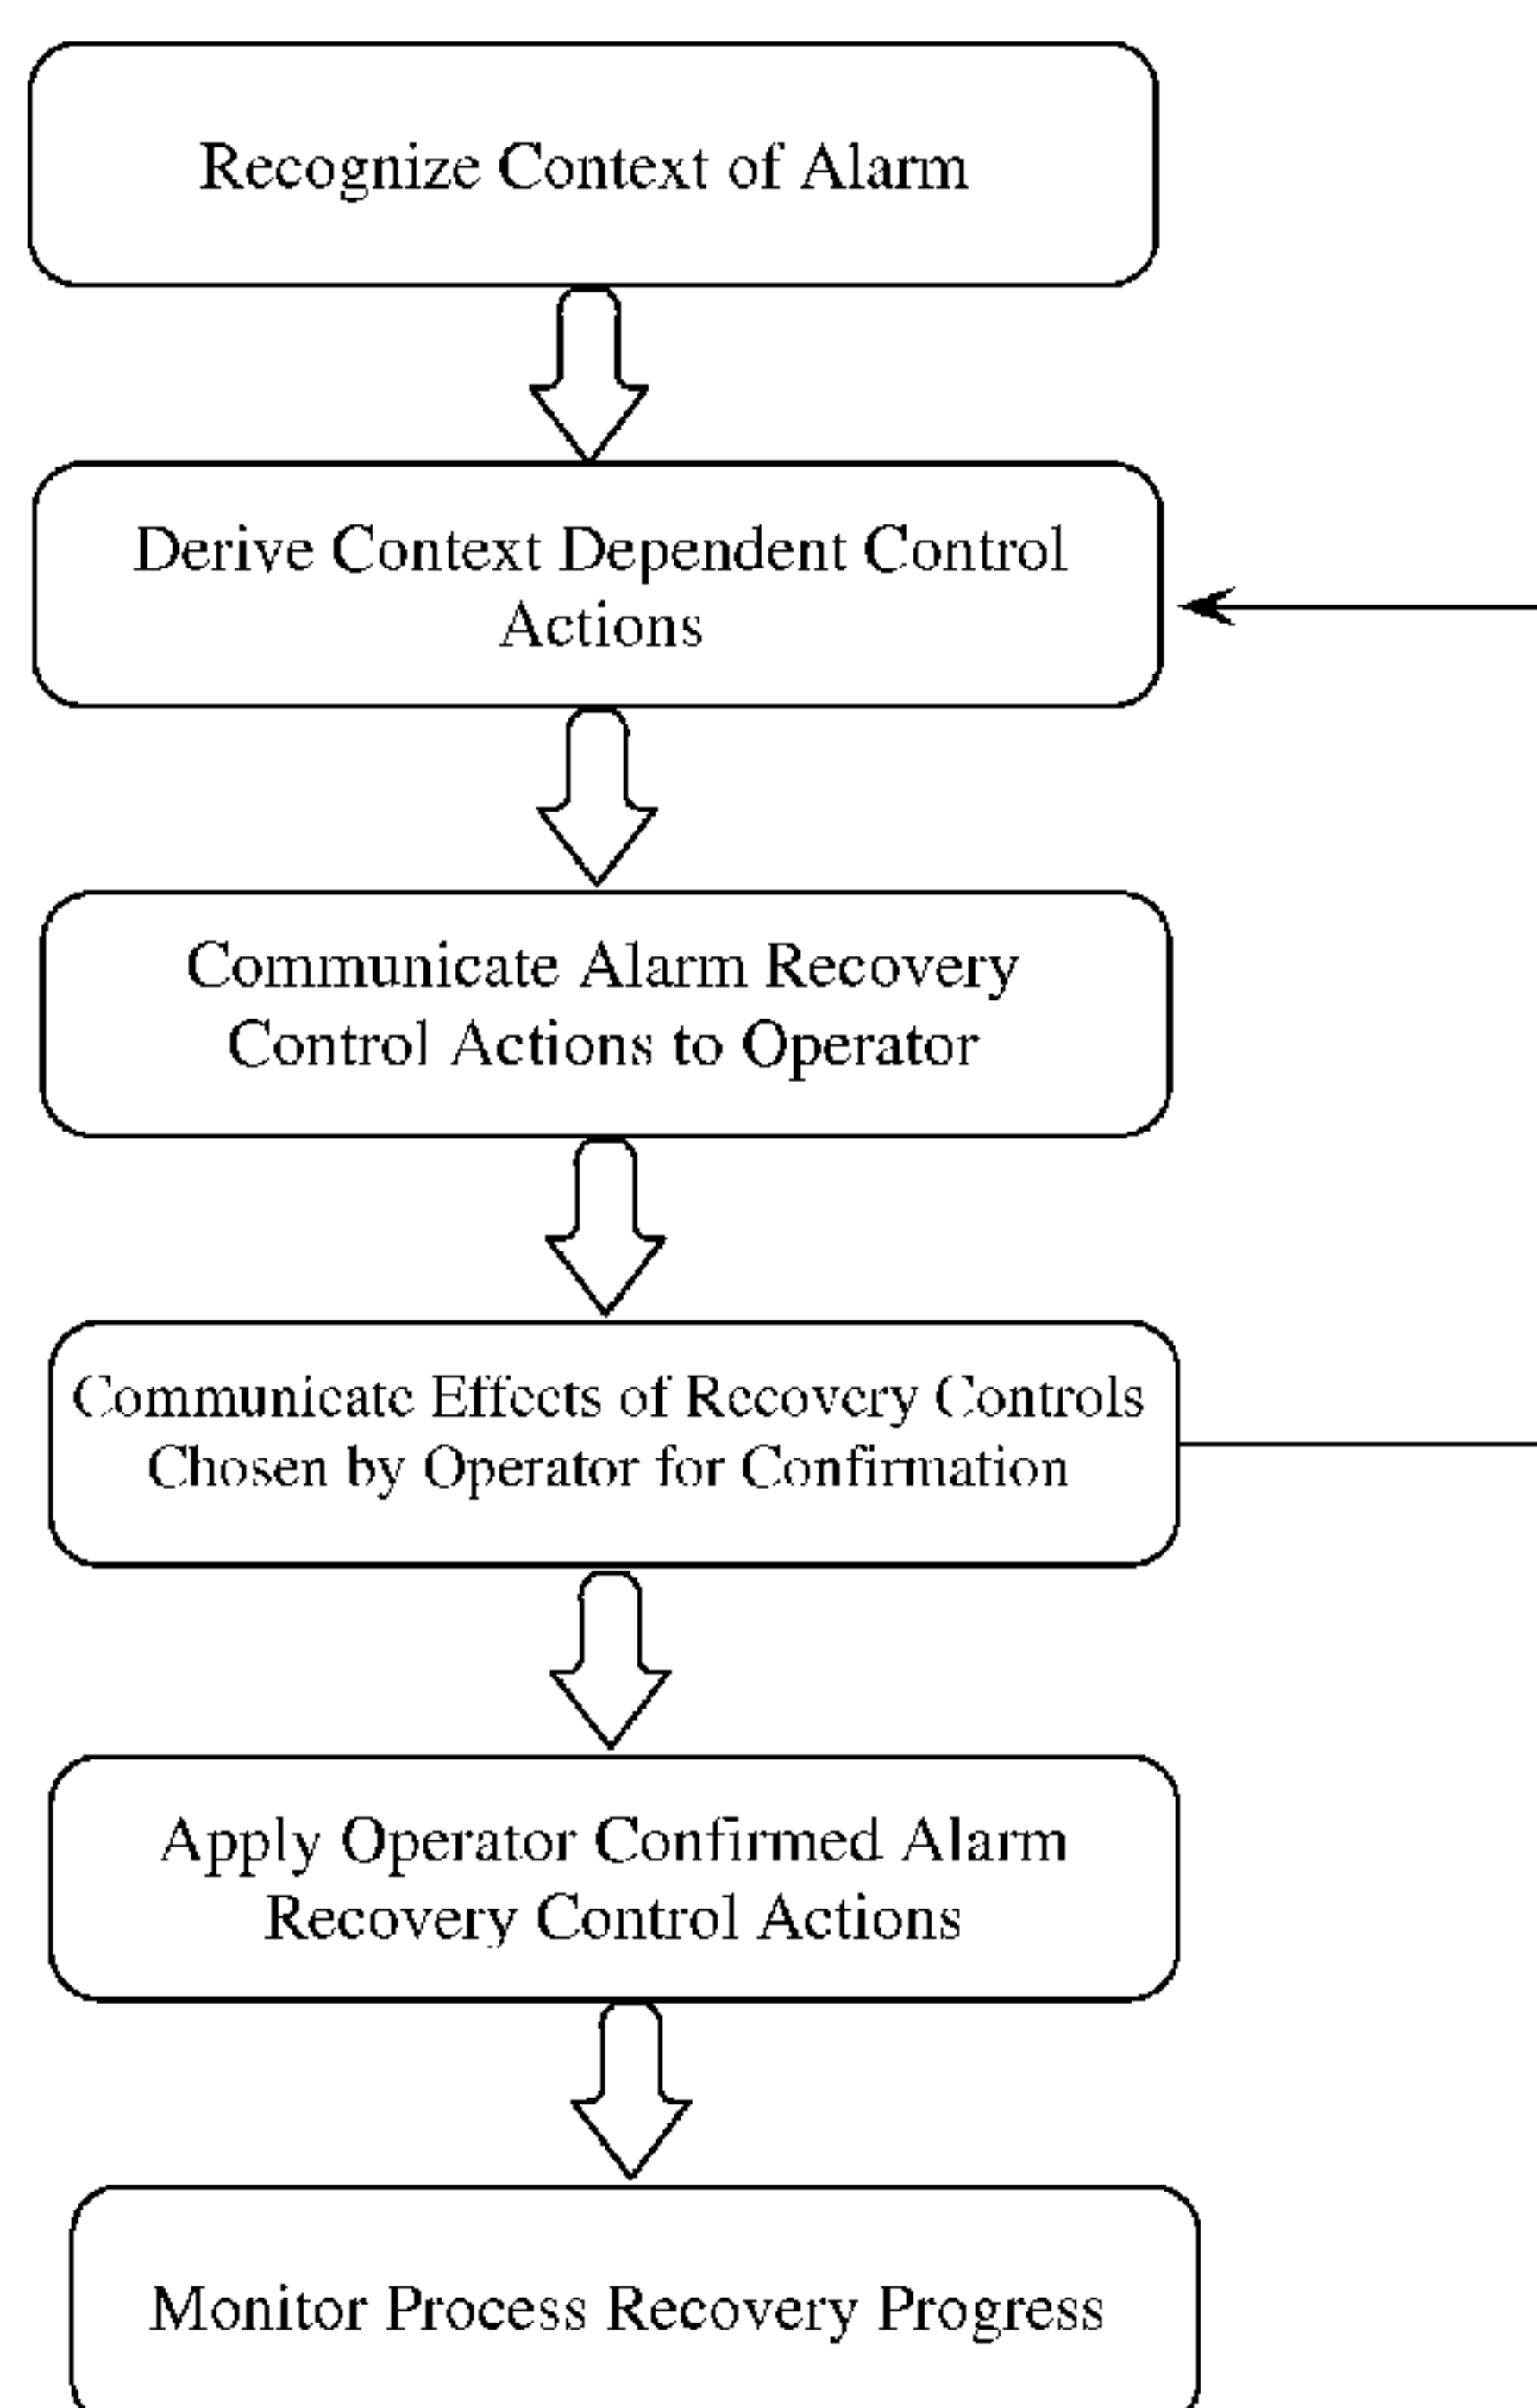 Recognize Context of Alarm
Derive Context Dependent Control
Actions
Communicate Alarm Recovery
Control Actions to Operator
Communicate Effects of Recovery Controls
Chosen by Operator for Confirmation
Apply Operator Confirmed Alarm
Recovery Control Actions
Monitor Process Recovery Progress